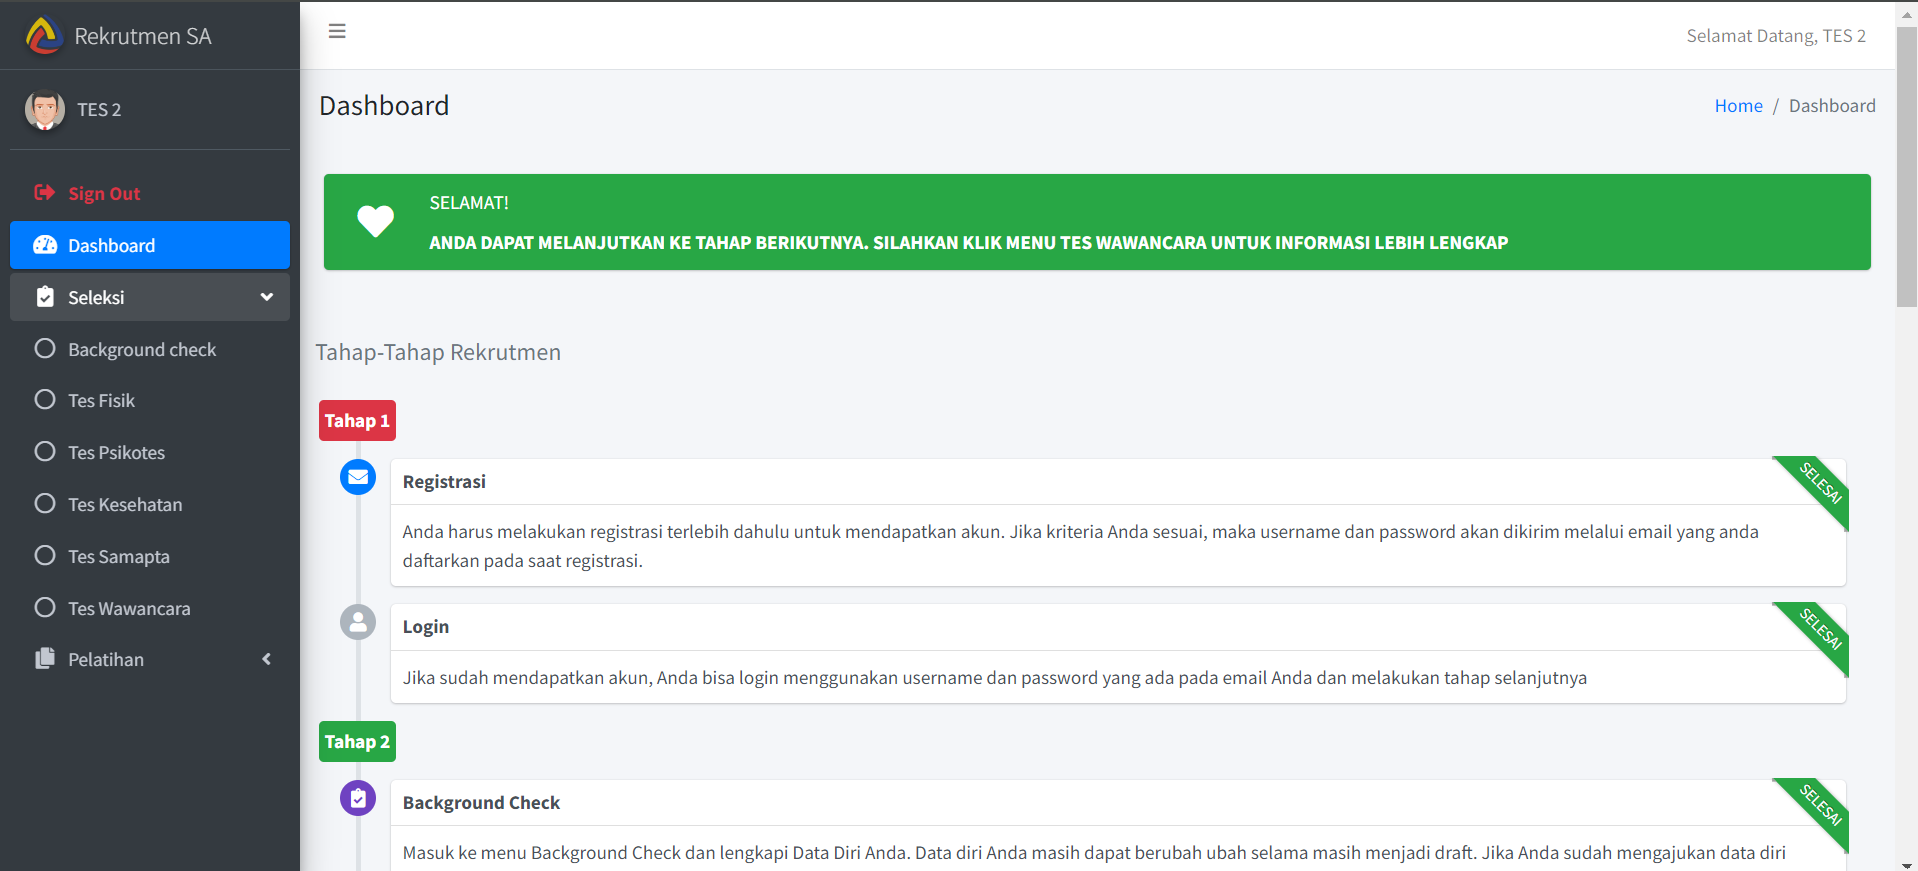 Rekrutmen SA
Selamat Datang, TES 2
TES 2
Sign Out
Dashboard
Seleksi
Background check
Tes Fisik
Tes Psikotes
Tes Kesehatan
Tes Samapta
Tes Wawancara
Pelatihan
Dashboard
Home / Dashboard
SELAMAT!
ANDA DAPAT MELANJUTKAN KE TAHAP BERIKUTNYA. SILAHKAN KLIK MENU TES WAWANCARA UNTUK INFORMASI LEBIH LENGKAP
Tahap-Tahap Rekrutmen
Tahap 1
Registrasi
SELESAI
Anda harus melakukan registrasi terlebih dahulu untuk mendapatkan akun. Jika kriteria Anda sesuai, maka username dan password akan dikirim melalui email yang anda
daftarkan pada saat registrasi.
Login
SELESAI
Jika sudah mendapatkan akun, Anda bisa login menggunakan username dan password yang ada pada email Anda dan melakukan tahap selanjutnya
Tahap 2
Background Check
SELESAI
Masuk ke menu Background Check dan lengkapi Data Diri Anda. Data diri Anda masih dapat berubah ubah selama masih menjadi draft. Jika Anda sudah mengajukan data diri